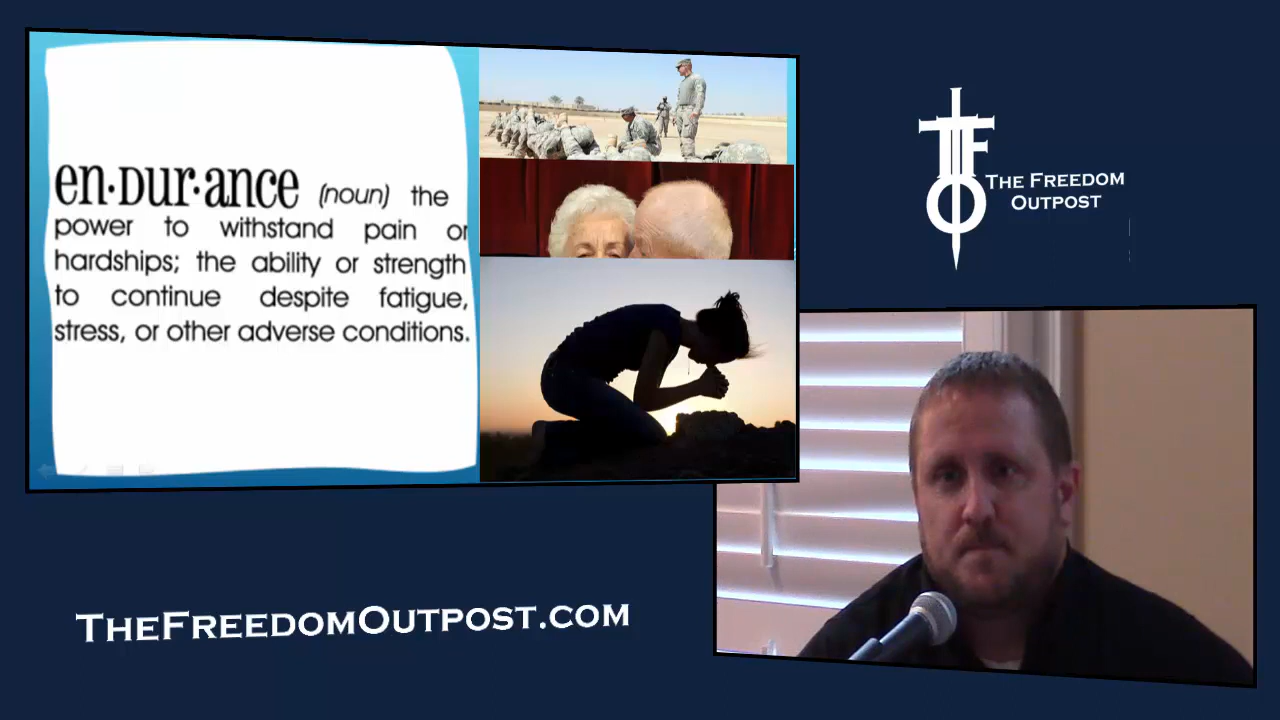 en·dur·ance (noun) the
power to withstand pain or
hardships; the ability or strength
to continue despite fatigue,
stress, or other adverse conditions.
TFO
The Freedom
Outpost
TheFreedomOutpost.com